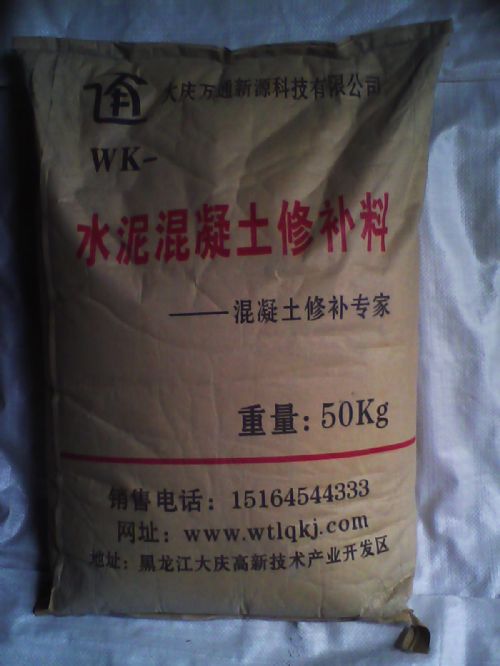 大庆万通新源科技有限公司
WK-
水泥混凝土修补料
——混凝土修补专家
重量: 50Kg
销售电话: 15164544333
网址: www.wtlqkj.com
地址: 黑龙江大庆高新技术产业开发区